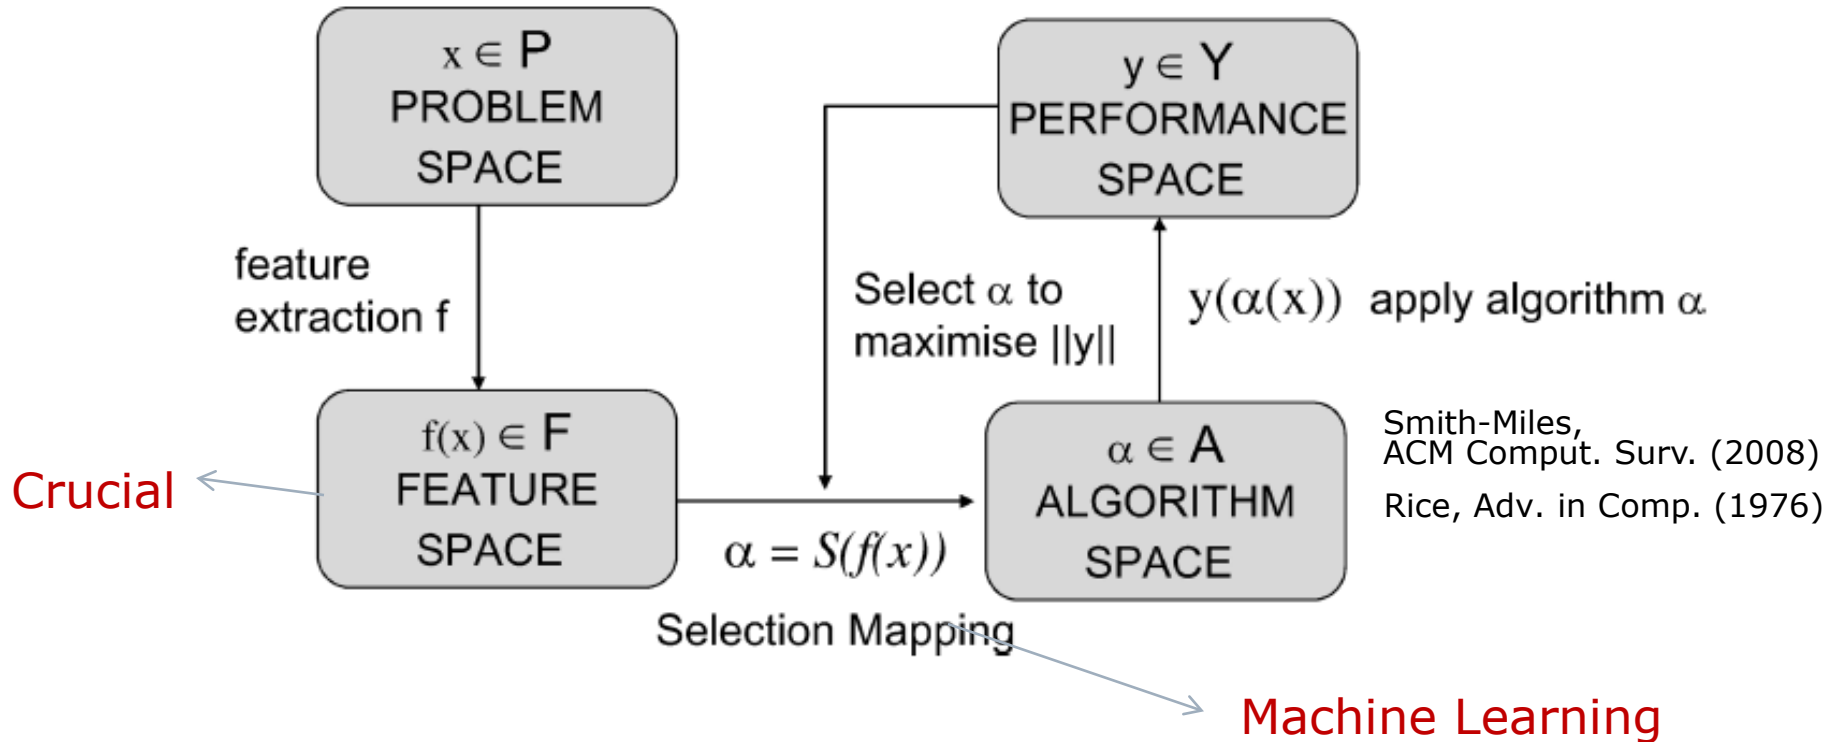 x ∈ P
PROBLEM
SPACE
y ∈ Y
PERFORMANCE
SPACE
feature
extraction f
Select α to
maximise ||y||
y(α(x)) apply algorithm α
f(x) ∈ F
FEATURE
SPACE
Crucial
α = S(f(x))
Selection Mapping
α ∈ A
ALGORITHM
SPACE
Smith-Miles,
ACM Comput. Surv. (2008)
Rice, Adv. in Comp. (1976)
Machine Learning